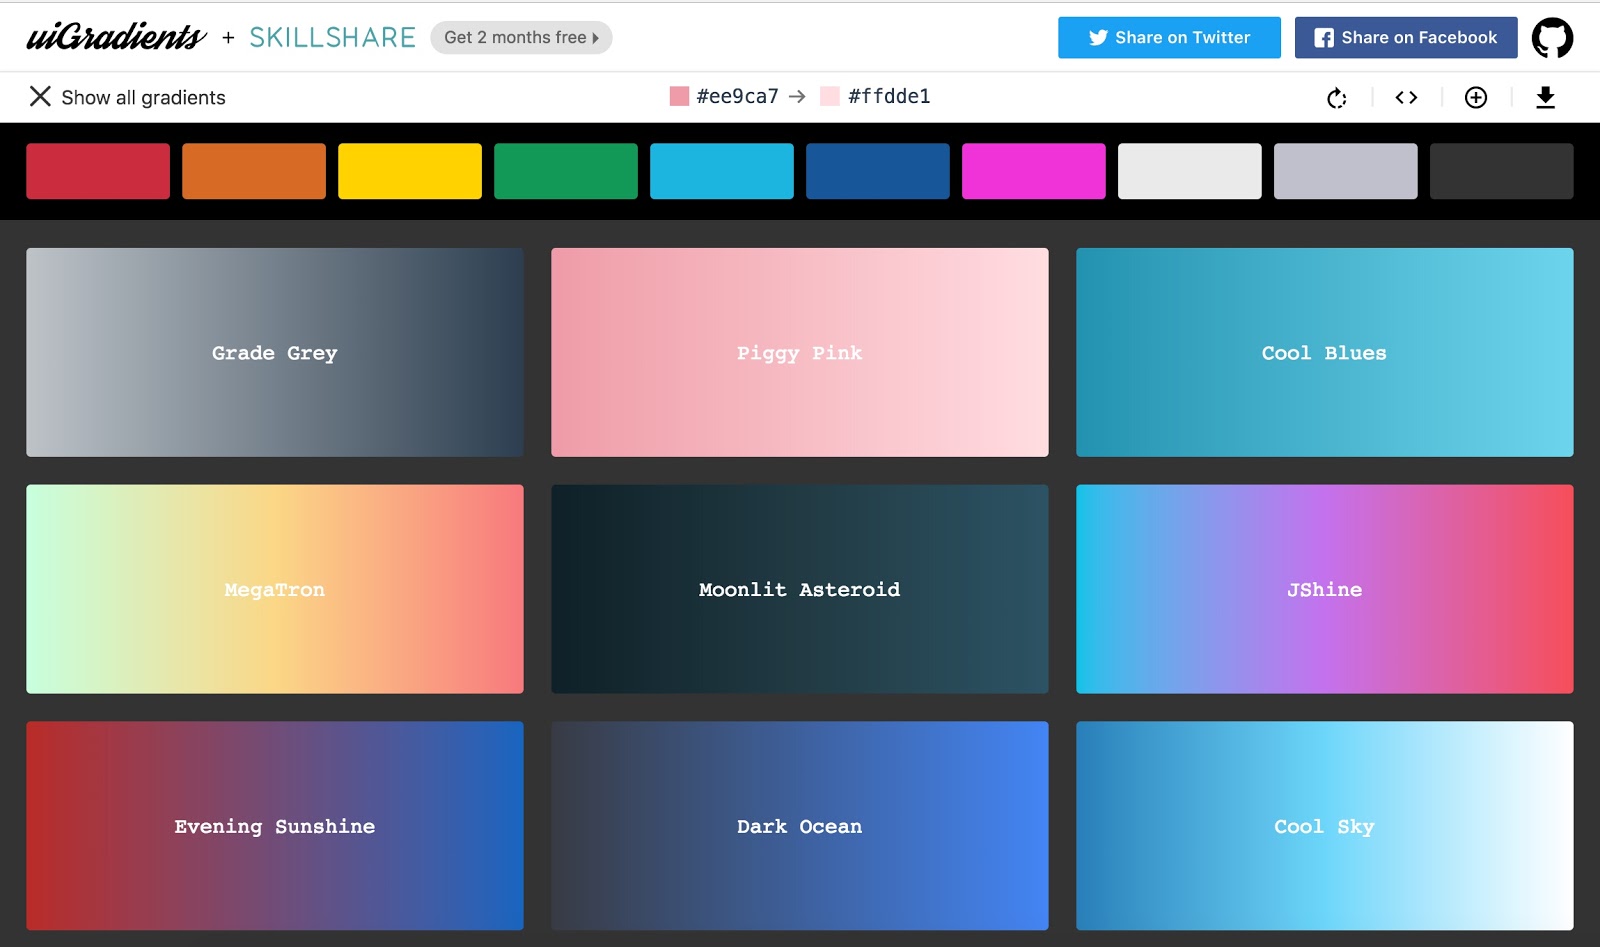 uiGradients + SKILLSHARE Get 2 months free Share on Twitter Share on Facebook
Show all gradients #ee9ca7 → #ffdde1
Grade Grey Piggy Pink Cool Blues
MegaTron Moonlit Asteroid JShine
Evening Sunshine Dark Ocean Cool Sky